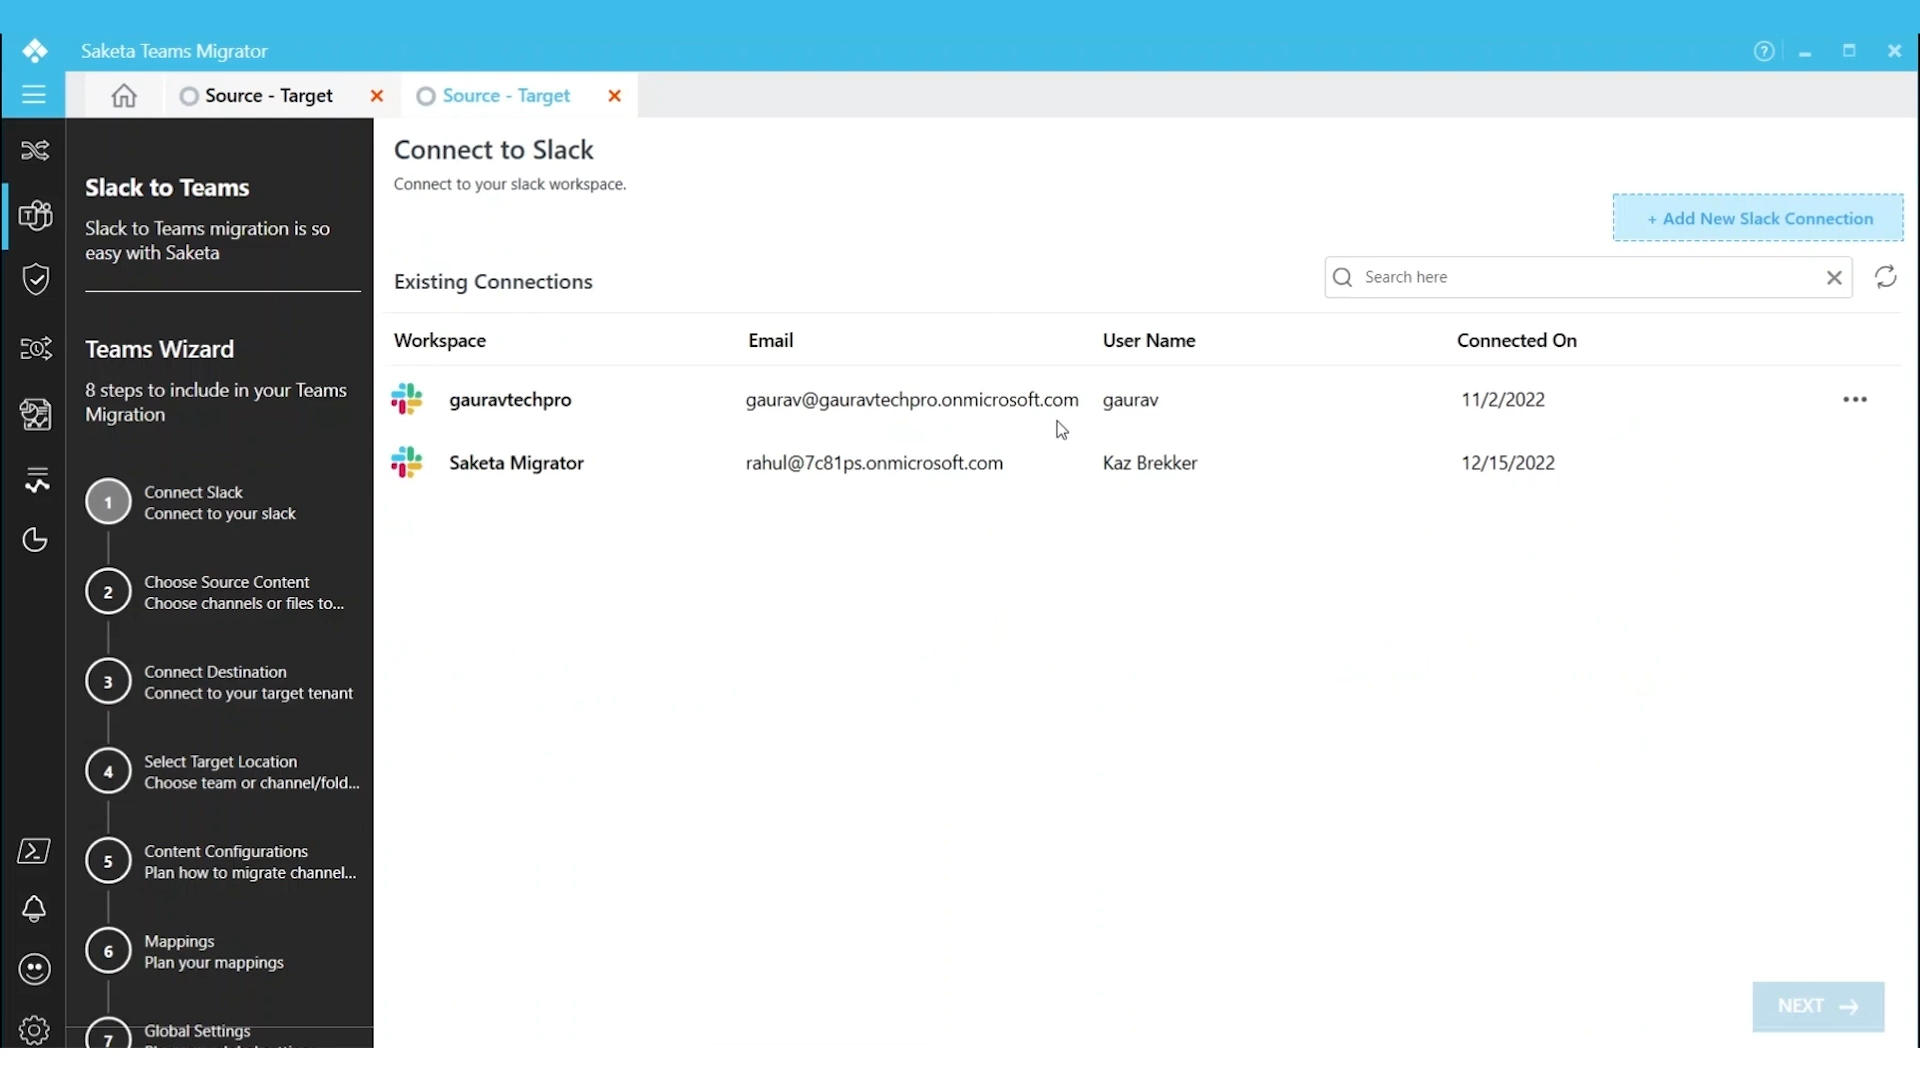 Saketa Teams Migrator
Source - Target
Source - Target
Slack to Teams
Slack to Teams migration is so
easy with Saketa
Teams Wizard
8 steps to include in your Teams
Migration
1
Connect Slack
Connect to your slack
2
Choose Source Content
Choose channels or files to...
3
Connect Destination
Connect to your target tenant
4
Select Target Location
Choose team or channel/fold...
5
Content Configurations
Plan how to migrate channel...
6
Mappings
Plan your mappings
7
Global Settings
Connect to Slack
Connect to your slack workspace.
+ Add New Slack Connection
Existing Connections
Search here
Workspace Email User Name Connected On
gauravtechpro gaurav@gauravtechpro.onmicrosoft.com gaurav 11/2/2022
Saketa Migrator rahul@7c81ps.onmicrosoft.com Kaz Brekker 12/15/2022
NEXT